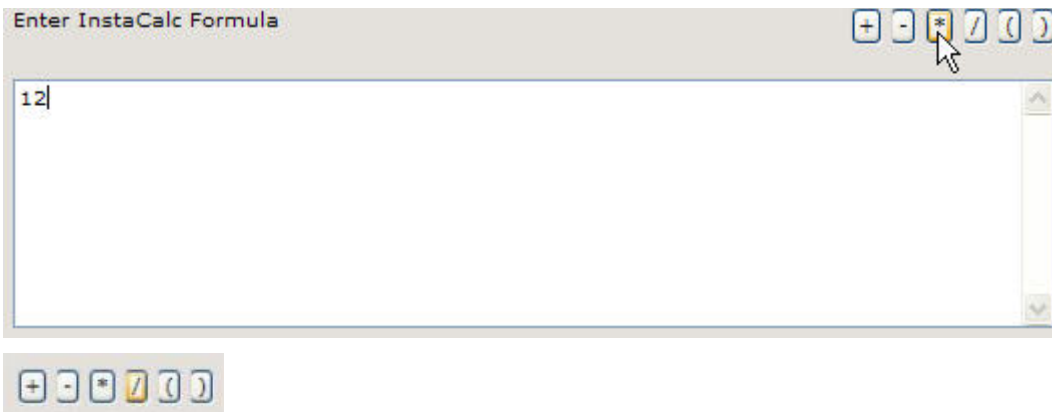 Enter InstaCalc Formula + - * / ( )
12
+ - * / ( )